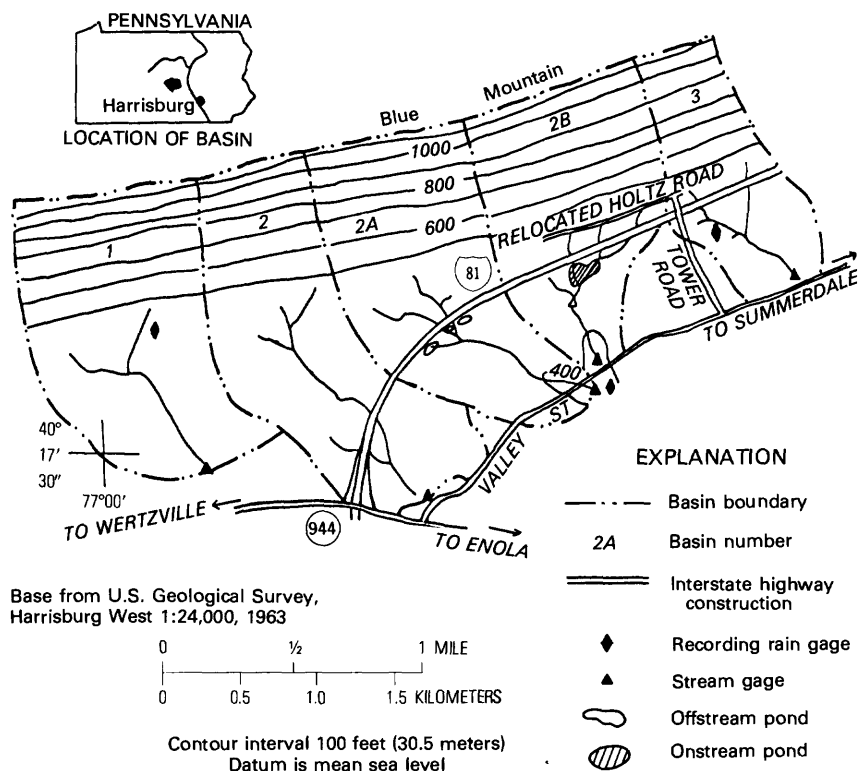 PENNSYLVANIA
Harrisburg
LOCATION OF BASIN
Blue Mountain
1000
800
600
400
1
2
2A
2B
3
RELOCATED HOLTZ ROAD
81
TOWER
ROAD
TO SUMMERDALE
VALLEY ST
40°
17'
30"
77°00'
TO WERTZVILLE
944
TO ENOLA
EXPLANATION
Basin boundary
2A Basin number
Interstate highway
construction
Recording rain gage
Stream gage
Offstream pond
Onstream pond
Base from U.S. Geological Survey,
Harrisburg West 1:24,000, 1963
0 ½ 1 MILE
0 0.5 1.0 1.5 KILOMETERS
Contour interval 100 feet (30.5 meters)
Datum is mean sea level